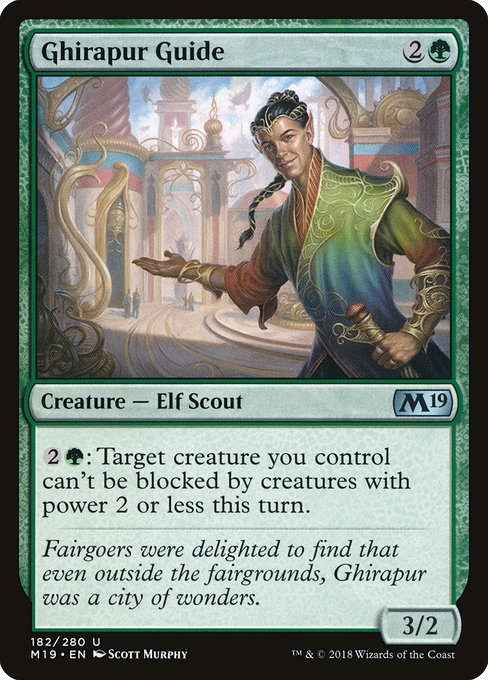 Ghirapur Guide 2
Creature — Elf Scout M19
2 : Target creature you control
can't be blocked by creatures with
power 2 or less this turn.
Fairgoers were delighted to find that
even outside the fairgrounds, Ghirapur
was a city of wonders.
3/2
182/280 U
M19 • EN Scott Murphy
™ & © 2018 Wizards of the Coast